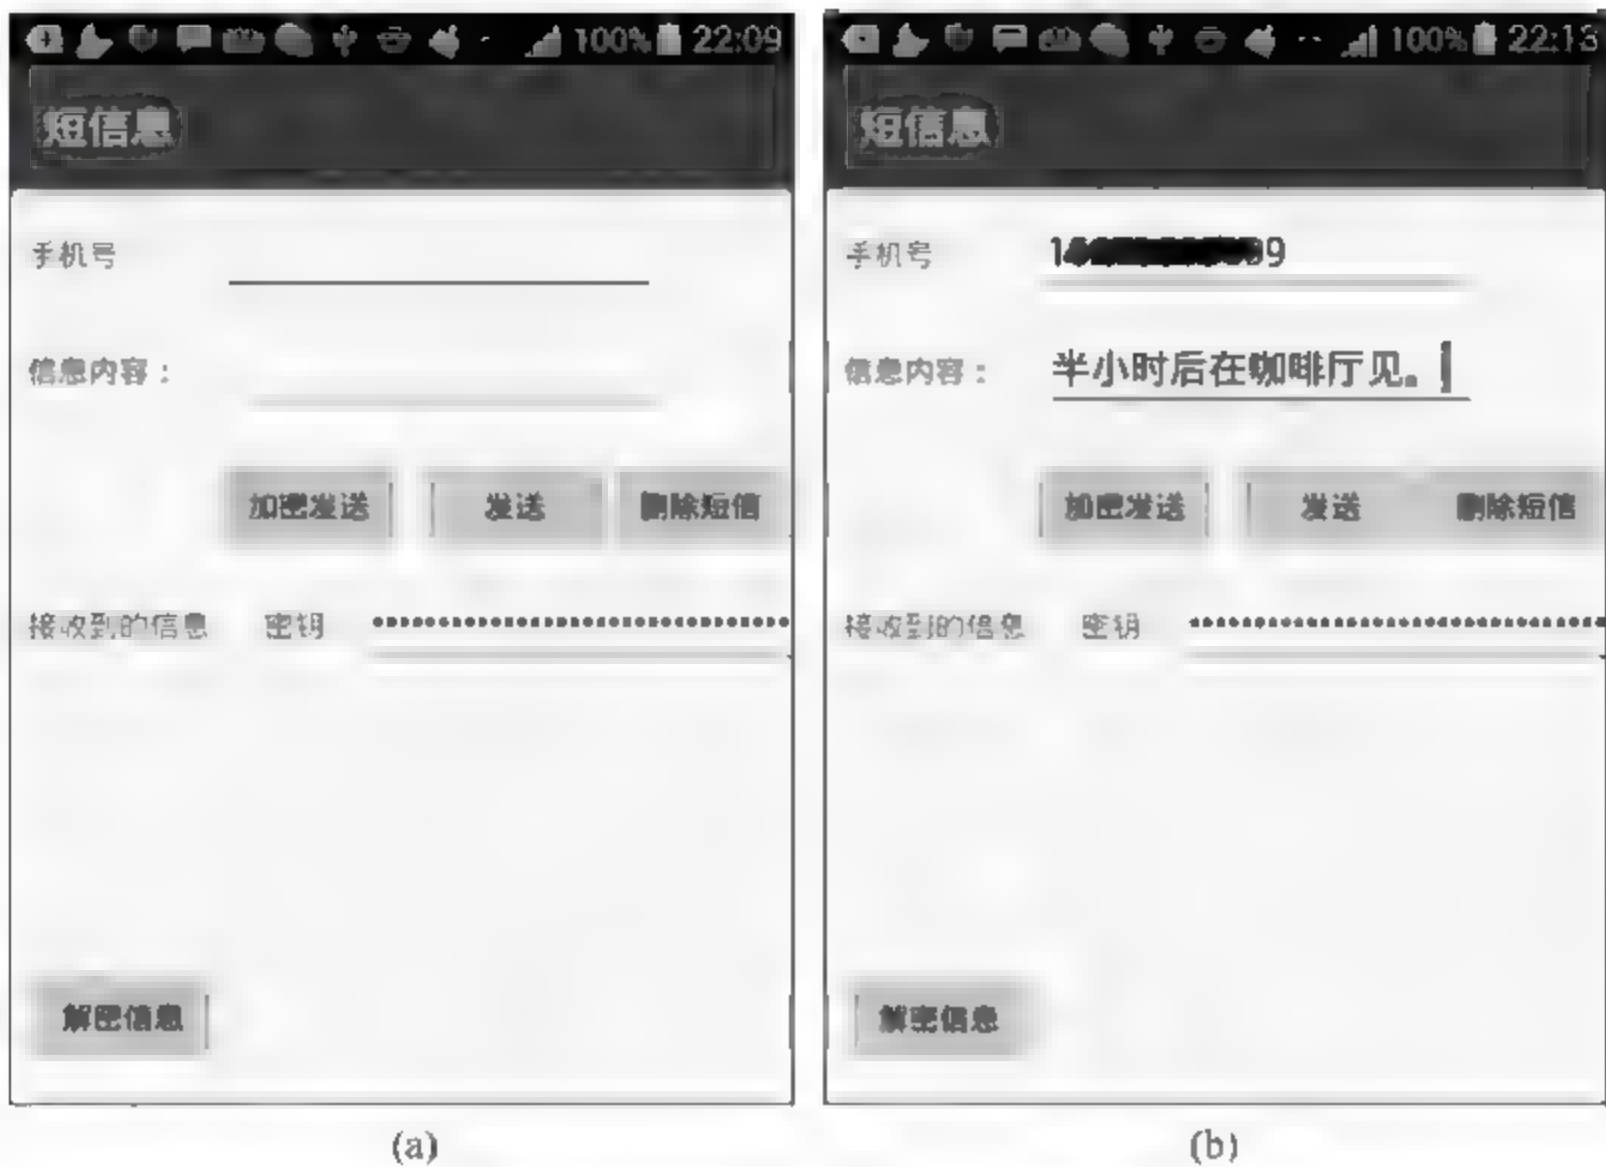 100% 22:09
短信息
手机号
信息内容：
加密发送 发送 删除短信
接收到的信息 密钥
解密信息
(a)
100% 22:13
短信息
手机号 1 99
信息内容： 半小时后在咖啡厅见。
加密发送 发送 删除短信
接收到的信息 密钥
解密信息
(b)